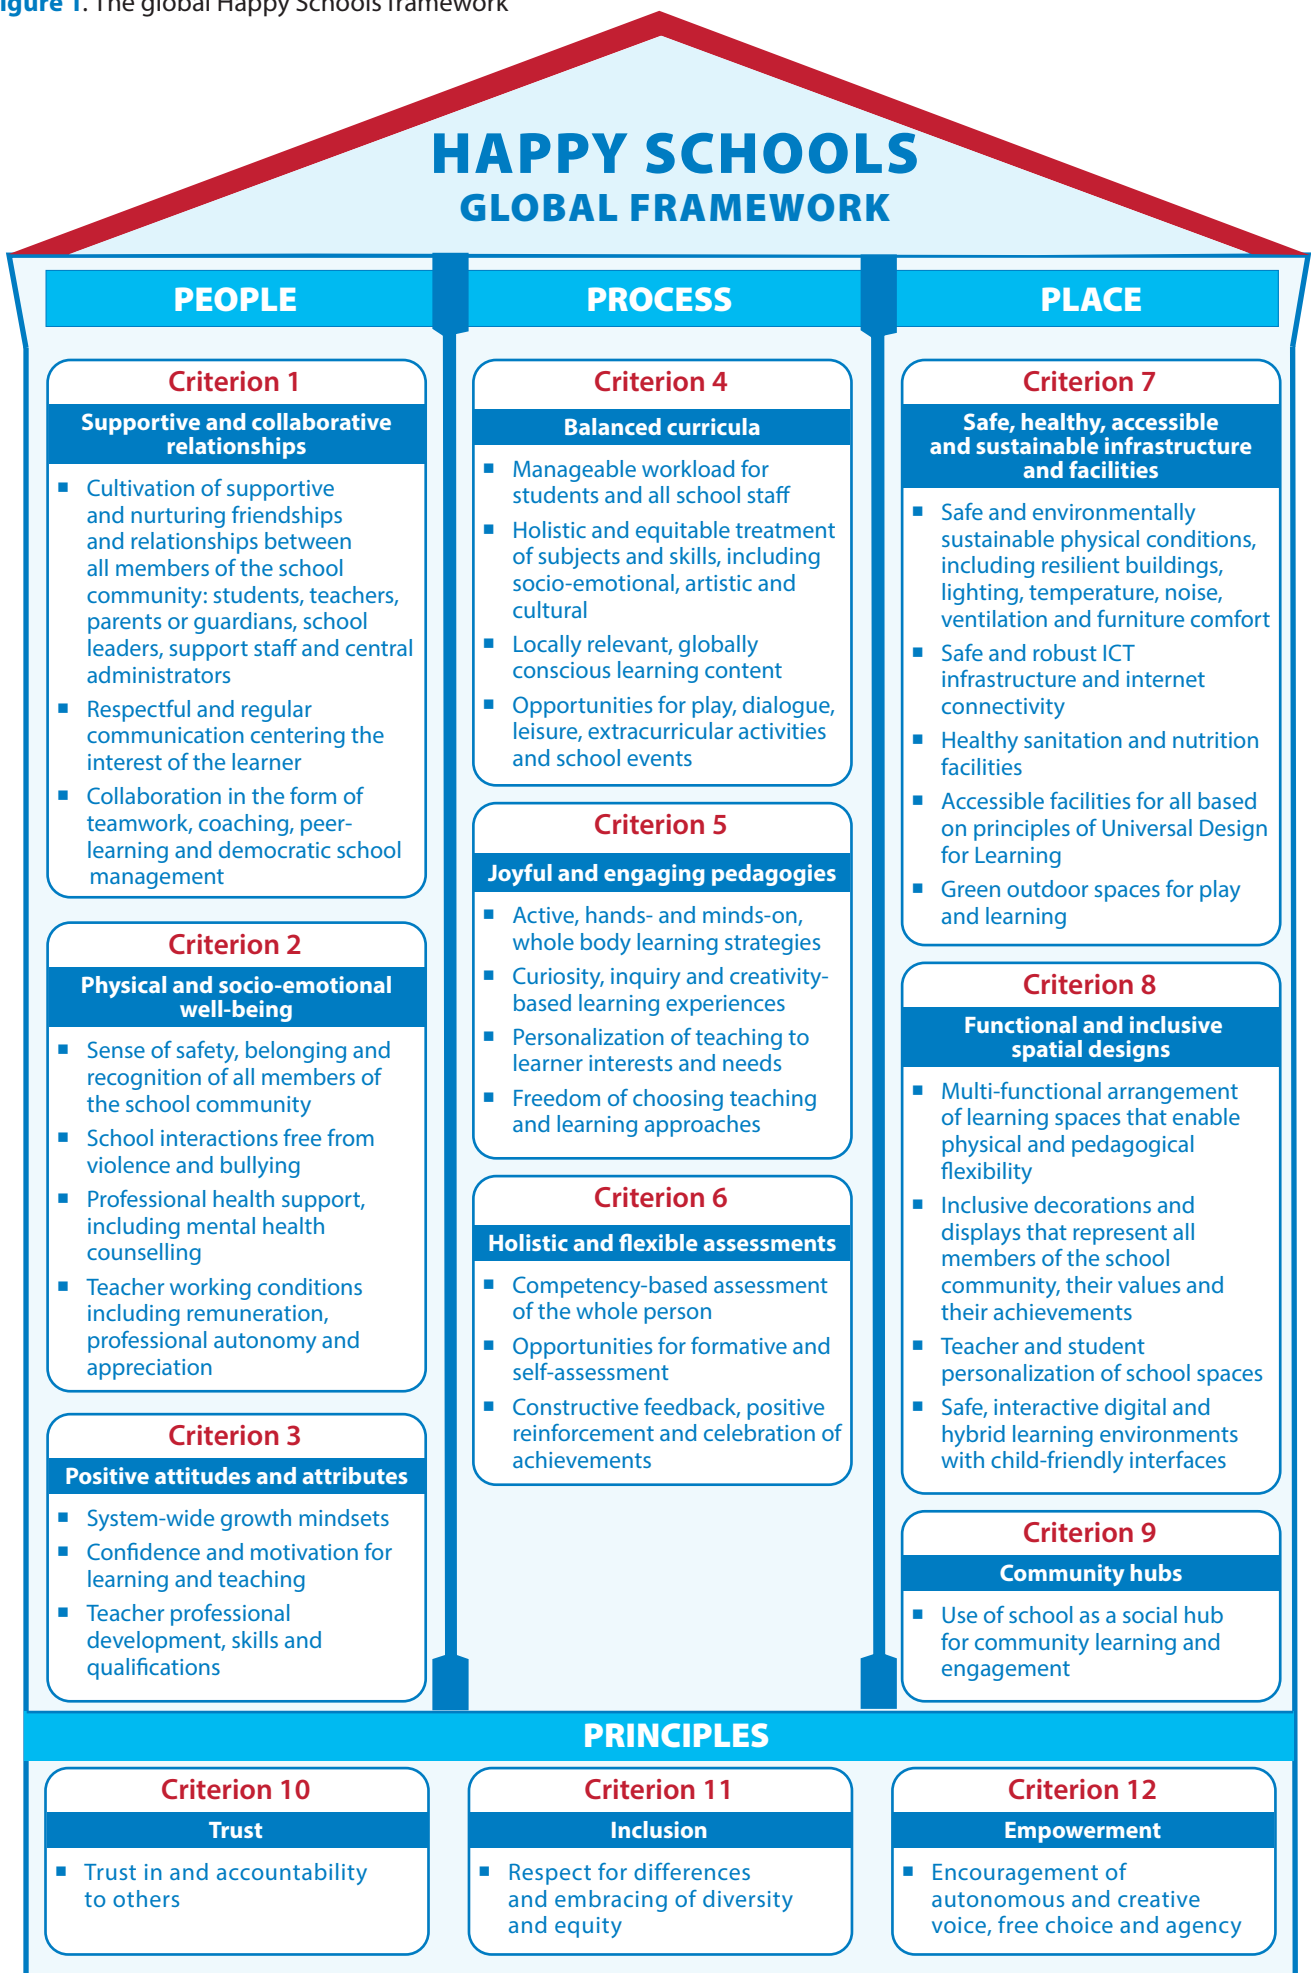 igure 1. The global Happy Schools framework
HAPPY SCHOOLS
GLOBAL FRAMEWORK
PEOPLE
Criterion 1
Supportive and collaborative
relationships
▪ Cultivation of supportive
and nurturing friendships
and relationships between
all members of the school
community: students, teachers,
parents or guardians, school
leaders, support staff and central
administrators
▪ Respectful and regular
communication centering the
interest of the learner
▪ Collaboration in the form of
teamwork, coaching, peer-
learning and democratic school
management
Criterion 2
Physical and socio-emotional
well-being
▪ Sense of safety, belonging and
recognition of all members of
the school community
▪ School interactions free from
violence and bullying
▪ Professional health support,
including mental health
counselling
▪ Teacher working conditions
including remuneration,
professional autonomy and
appreciation
Criterion 3
Positive attitudes and attributes
▪ System-wide growth mindsets
▪ Confidence and motivation for
learning and teaching
▪ Teacher professional
development, skills and
qualifications
PROCESS
Criterion 4
Balanced curricula
▪ Manageable workload for
students and all school staff
▪ Holistic and equitable treatment
of subjects and skills, including
socio-emotional, artistic and
cultural
▪ Locally relevant, globally
conscious learning content
▪ Opportunities for play, dialogue,
leisure, extracurricular activities
and school events
Criterion 5
Joyful and engaging pedagogies
▪ Active, hands- and minds-on,
whole body learning strategies
▪ Curiosity, inquiry and creativity-
based learning experiences
▪ Personalization of teaching to
learner interests and needs
▪ Freedom of choosing teaching
and learning approaches
Criterion 6
Holistic and flexible assessments
▪ Competency-based assessment
of the whole person
▪ Opportunities for formative and
self-assessment
▪ Constructive feedback, positive
reinforcement and celebration of
achievements
PLACE
Criterion 7
Safe, healthy, accessible
and sustainable infrastructure
and facilities
▪ Safe and environmentally
sustainable physical conditions,
including resilient buildings,
lighting, temperature, noise,
ventilation and furniture comfort
▪ Safe and robust ICT
infrastructure and internet
connectivity
▪ Healthy sanitation and nutrition
facilities
▪ Accessible facilities for all based
on principles of Universal Design
for Learning
▪ Green outdoor spaces for play
and learning
Criterion 8
Functional and inclusive
spatial designs
▪ Multi-functional arrangement
of learning spaces that enable
physical and pedagogical
flexibility
▪ Inclusive decorations and
displays that represent all
members of the school
community, their values and
their achievements
▪ Teacher and student
personalization of school spaces
▪ Safe, interactive digital and
hybrid learning environments
with child-friendly interfaces
Criterion 9
Community hubs
▪ Use of school as a social hub
for community learning and
engagement
PRINCIPLES
Criterion 10
Trust
▪ Trust in and accountability
to others
Criterion 11
Inclusion
▪ Respect for differences
and embracing of diversity
and equity
Criterion 12
Empowerment
▪ Encouragement of
autonomous and creative
voice, free choice and agency